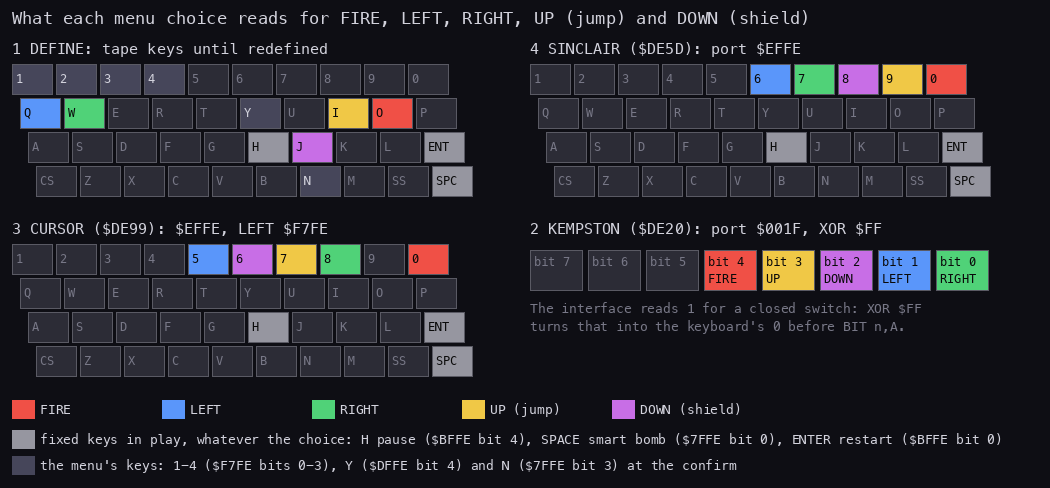 What each menu choice reads for FIRE, LEFT, RIGHT, UP (jump) and DOWN (shield)
1 DEFINE: tape keys until redefined
1 2 3 4 5 6 7 8 9 0
Q W E R T Y U I O P
A S D F G H J K L ENT
CS Z X C V B N M SS SPC
4 SINCLAIR ($DE5D): port $EFFE
1 2 3 4 5 6 7 8 9 0
Q W E R T Y U I O P
A S D F G H J K L ENT
CS Z X C V B N M SS SPC
3 CURSOR ($DE99): $EFFE, LEFT $F7FE
1 2 3 4 5 6 7 8 9 0
Q W E R T Y U I O P
A S D F G H J K L ENT
CS Z X C V B N M SS SPC
2 KEMPSTON ($DE20): port $001F, XOR $FF
bit 7 bit 6 bit 5 bit 4 bit 3 bit 2 bit 1 bit 0
FIRE UP DOWN LEFT RIGHT
The interface reads 1 for a closed switch: XOR $FF
turns that into the keyboard's 0 before BIT n,A.
FIRE LEFT RIGHT UP (jump) DOWN (shield)
fixed keys in play, whatever the choice: H pause ($BFFE bit 4), SPACE smart bomb ($7FFE bit 0), ENTER restart ($BFFE bit 0)
the menu's keys: 1–4 ($F7FE bits 0–3), Y ($DFFE bit 4) and N ($7FFE bit 3) at the confirm